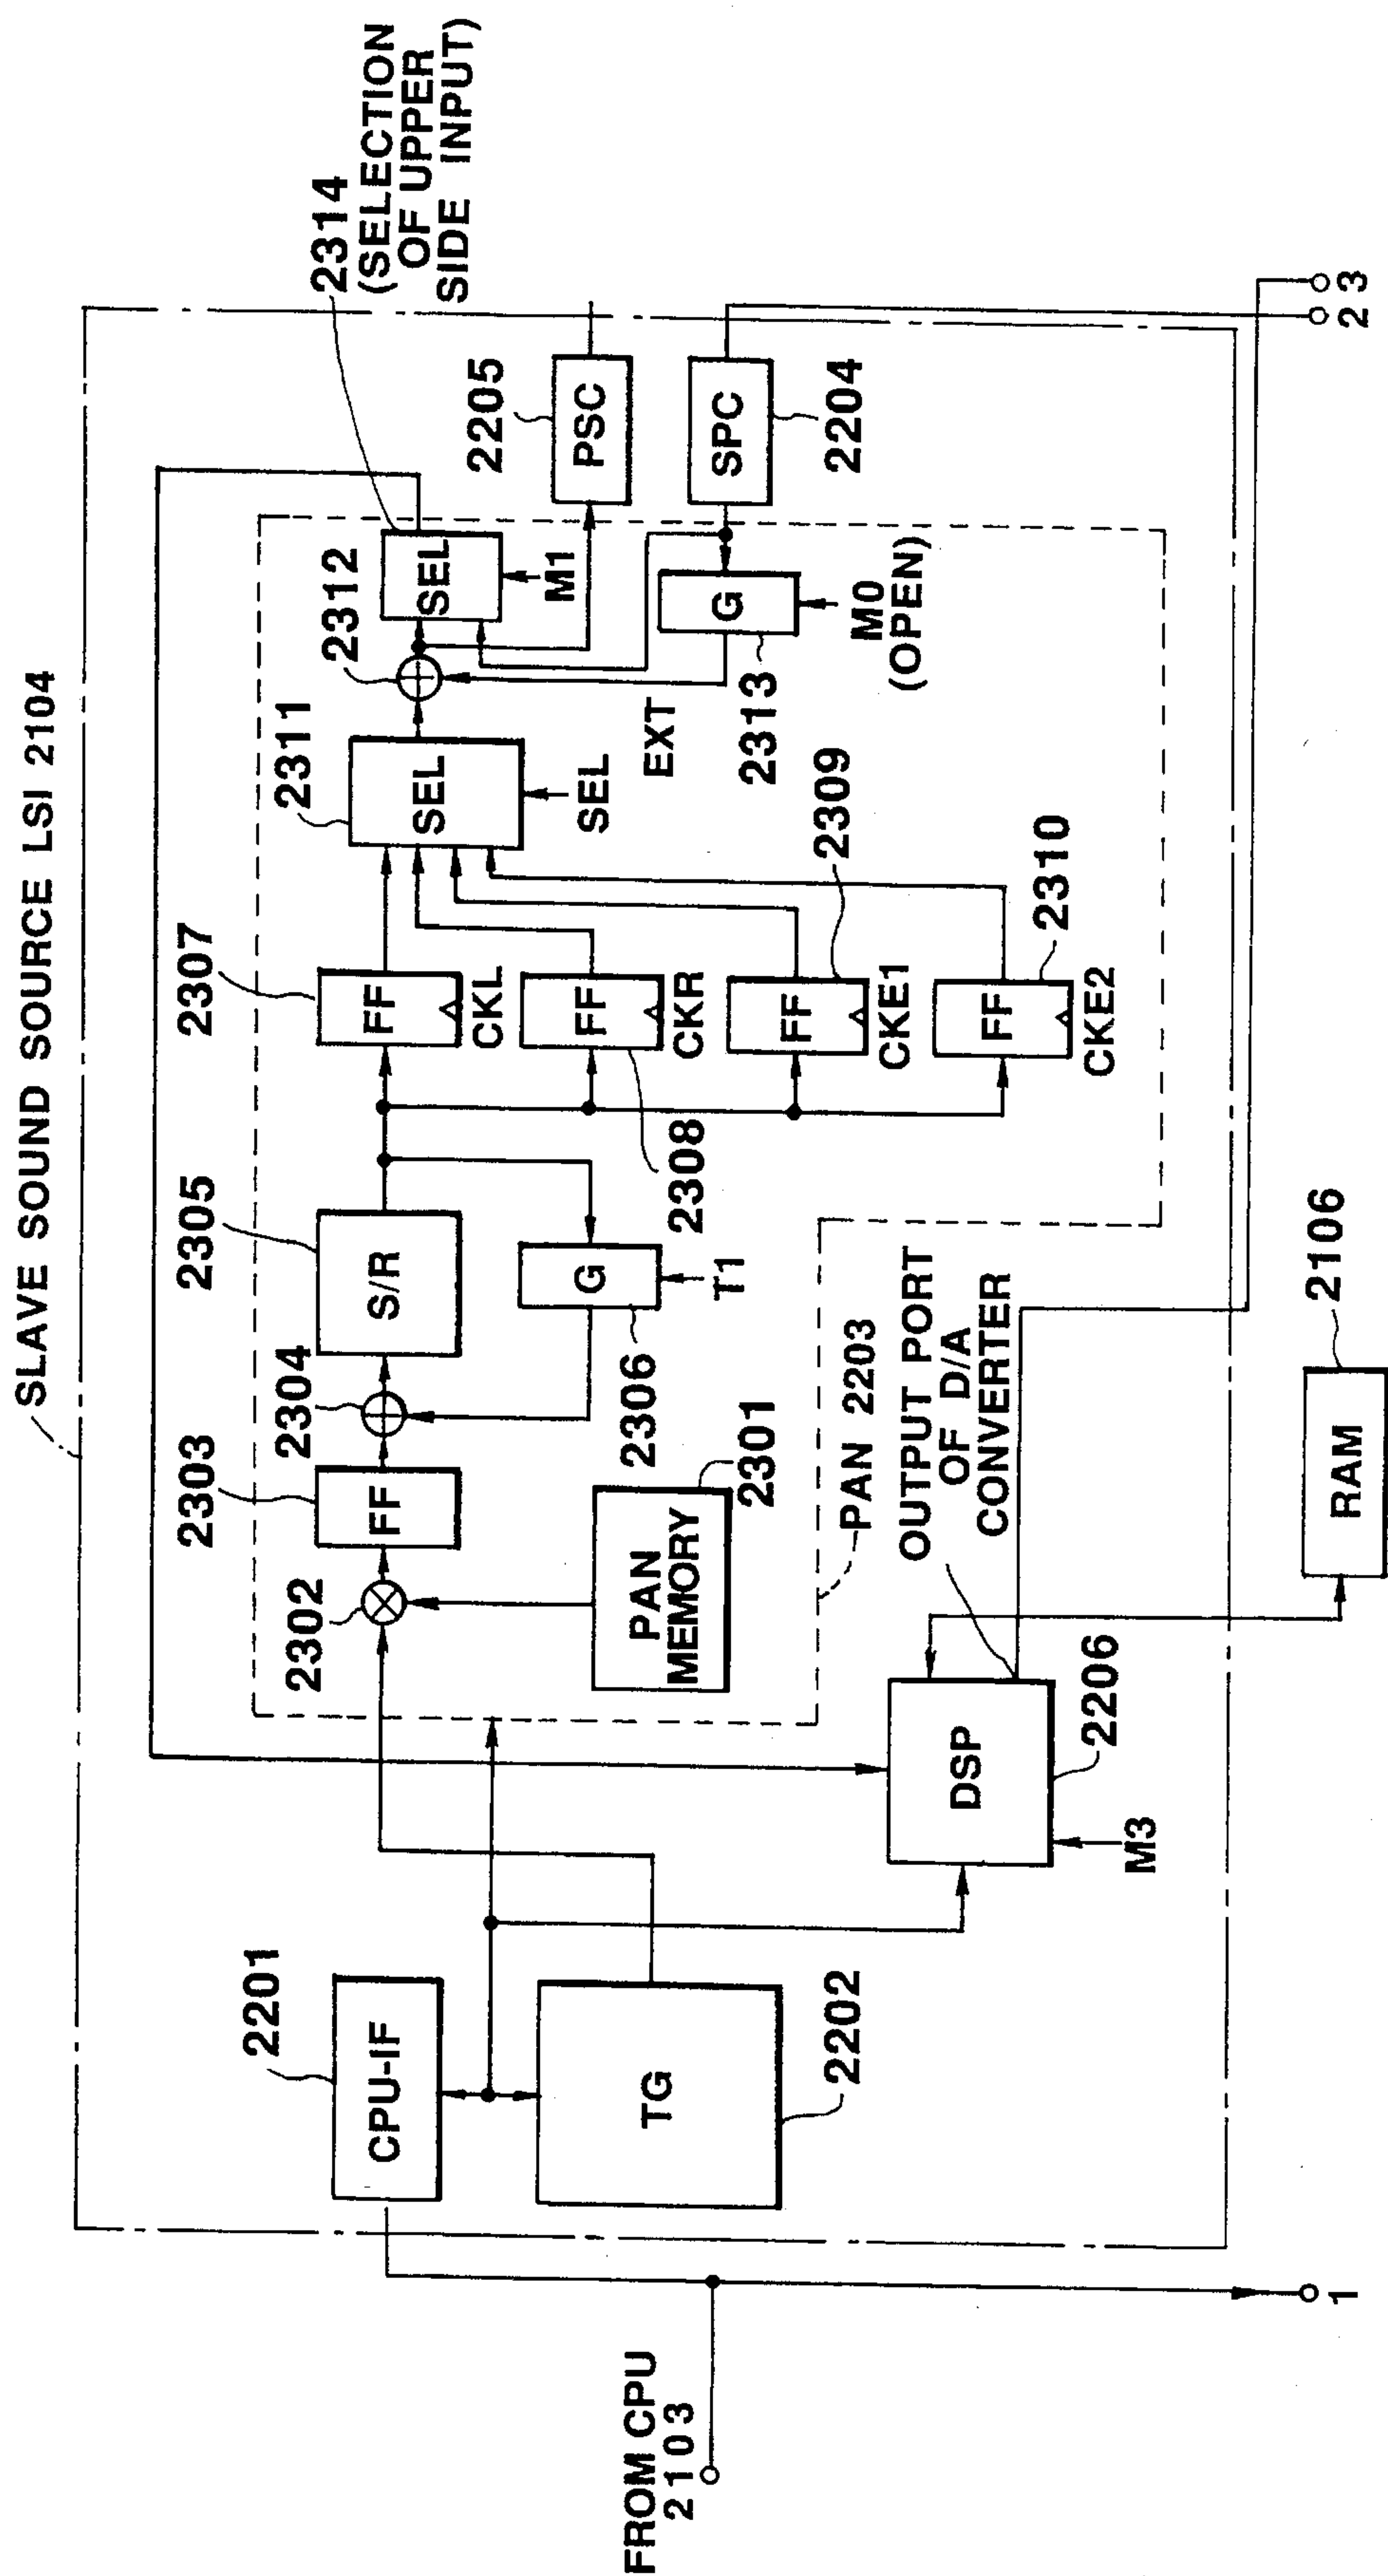 SLAVE SOUND SOURCE LSI 2104
2314
(SELECTION
OF UPPER
SIDE INPUT)
2302
2303
2304
2305
2307
2311
2312
FF
S/R
FF
SEL
SEL
M1
2205
PSC
SPC
2204
G
T1
2306
2308
FF
CKL
FF
CKR
FF
CKE1
2309
FF
CKE2
2310
SEL
EXT
G
2313
M0
(OPEN)
PAN
MEMORY
2301
PAN 2203
2201
CPU-IF
TG
2202
DSP
2206
M3
OUTPUT PORT
OF D/A
CONVERTER
RAM
2106
FROM CPU
2103
1
2
3